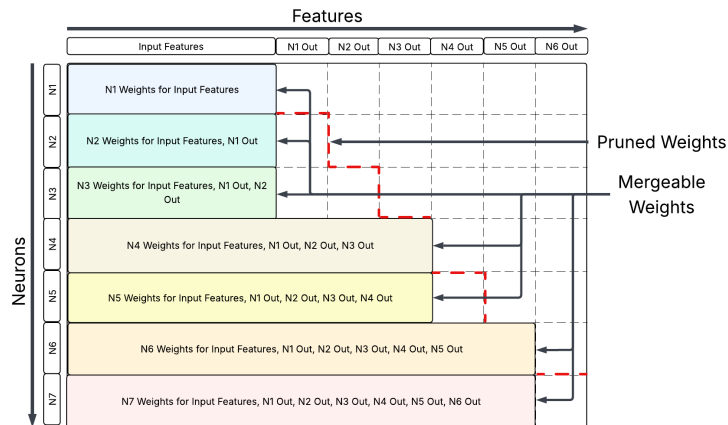 Features
Input Features
N1 Out
N2 Out
N3 Out
N4 Out
N5 Out
N6 Out
Neurons
N1
N1 Weights for Input Features
N2
N2 Weights for Input Features, N1 Out
Pruned Weights
N3
N3 Weights for Input Features, N1 Out, N2
Out
Mergeable
Weights
N4
N4 Weights for Input Features, N1 Out, N2 Out, N3 Out
N5
N5 Weights for Input Features, N1 Out, N2 Out, N3 Out, N4 Out
N6
N6 Weights for Input Features, N1 Out, N2 Out, N3 Out, N4 Out, N5 Out
N7
N7 Weights for Input Features, N1 Out, N2 Out, N3 Out, N4 Out, N5 Out, N6 Out